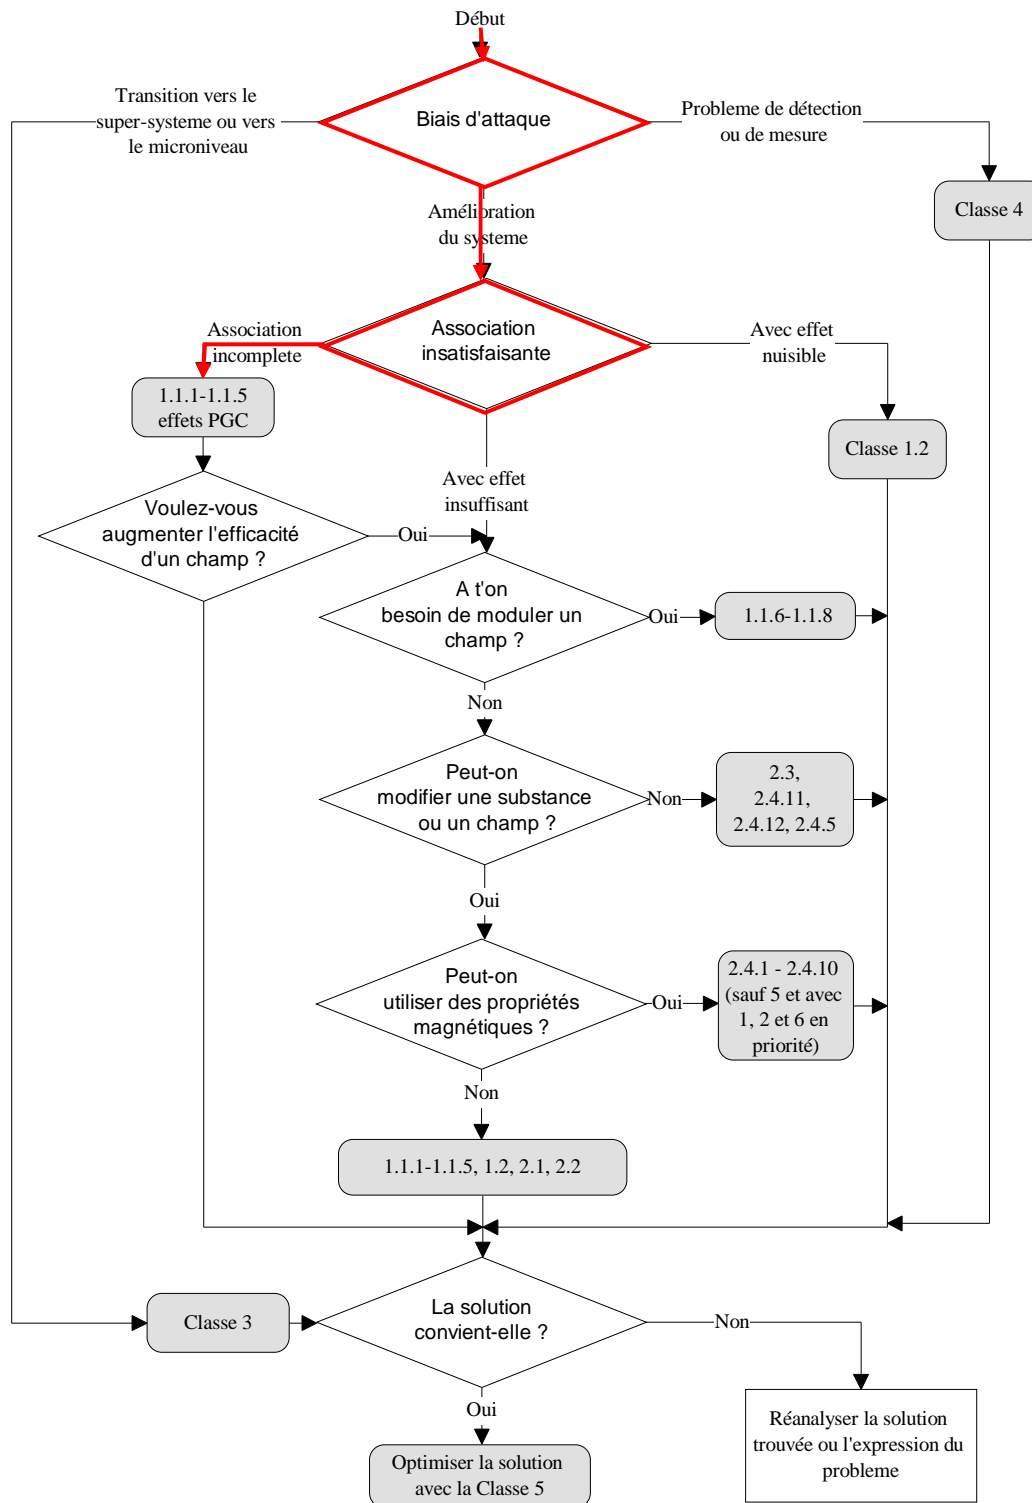 Début
Transition vers le
super-systeme ou vers
le microniveau
Biais d'attaque
Probleme de détection
ou de mesure
Classe 4
Amélioration
du systeme
Association
incomplete
Association
insatisfaisante
Avec effet
nuisible
1.1.1-1.1.5
effets PGC
Classe 1.2
Avec effet
insuffisant
Voulez-vous
augmenter l'efficacité
d'un champ ?
Oui
A t'on
besoin de moduler un
champ ?
Oui
1.1.6-1.1.8
Non
Peut-on
modifier une substance
ou un champ ?
Non
2.3,
2.4.11,
2.4.12, 2.4.5
Oui
Peut-on
utiliser des propriétés
magnétiques ?
Oui
2.4.1 - 2.4.10
(sauf 5 et avec
1, 2 et 6 en
priorité)
Non
1.1.1-1.1.5, 1.2, 2.1, 2.2
Classe 3
La solution
convient-elle ?
Non
Oui
Réanalyser la solution
trouvée ou l'expression du
probleme
Optimiser la solution
avec la Classe 5